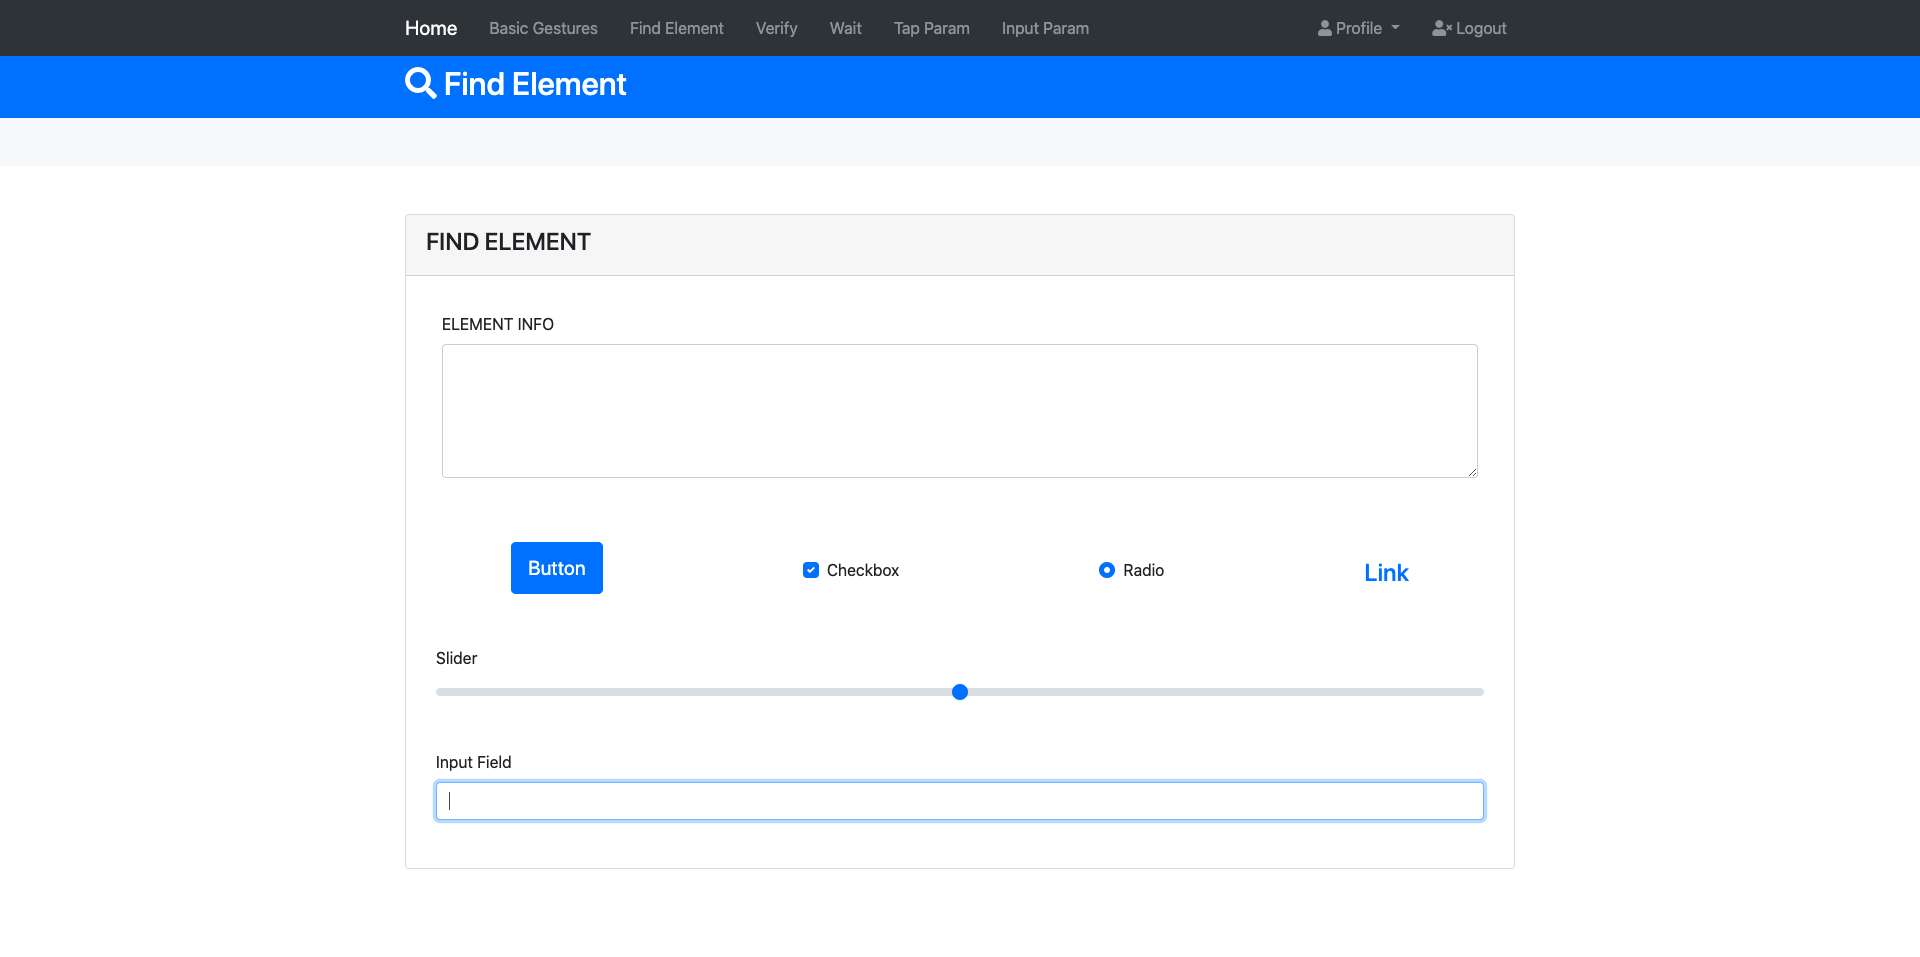 Home Basic Gestures Find Element Verify Wait Tap Param Input Param Profile Logout
Find Element
FIND ELEMENT
ELEMENT INFO
Button Checkbox Radio Link
Slider
Input Field